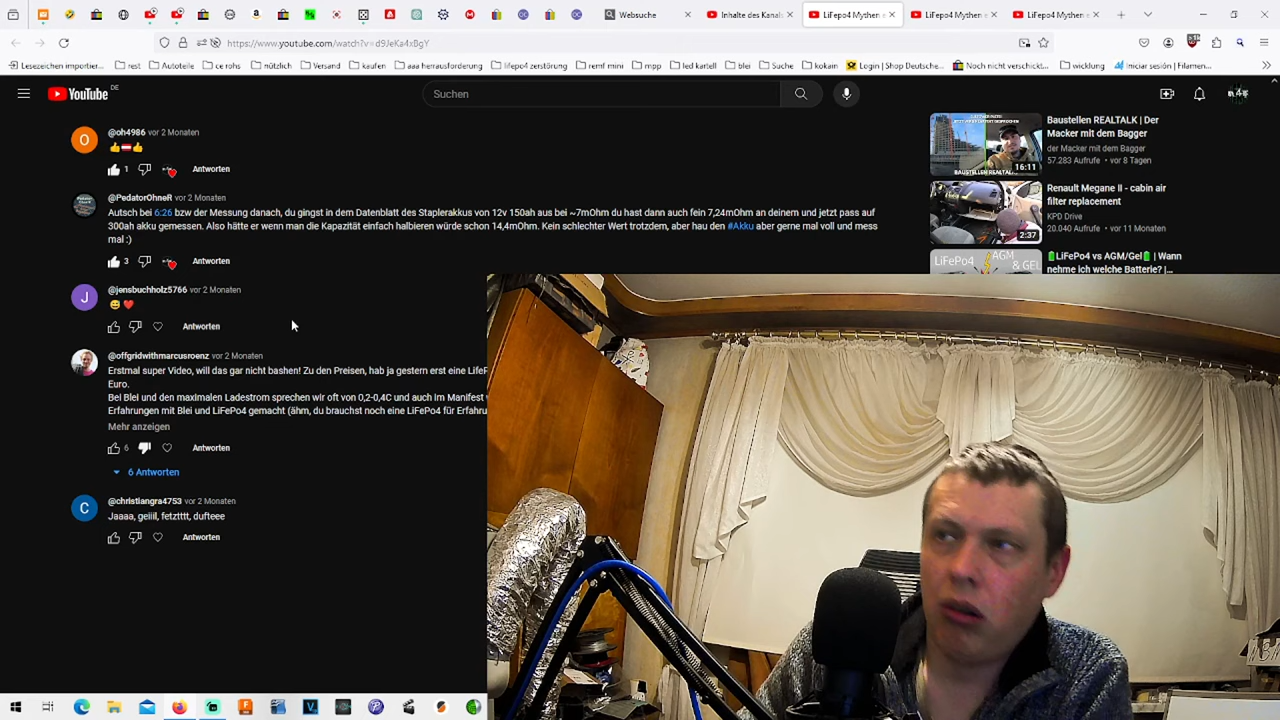 Websuche
Inhalte des Kanals
LiFepo4 Mythen e
LiFepo4 Mythen e
LiFepo4 Mythen e
https://www.youtube.com/watch?v=d9JeKa4xBgY
Lesezeichen importier...
rest
Autoteile
ce rohs
nützlich
Versand
kaufen
aaa herrausforderung
lifepo4 zerstörung
remf mini
mpp
led kartell
blei
Suche
kokain
Login | Shop Deutsche...
Noch nicht verschickt...
wicklung
Iniciar sesión | Filamen...
YouTube DE
Suchen
@oh4986 vor 2 Monaten
👍🇦🇹👍
1 Antworten
@PedatorOhneR vor 2 Monaten
Autsch bei 6:26 bzw der Messung danach, du gingst in dem Datenblatt des Staplerakkus von 12v 150ah aus bei ~7mOhm du hast dann auch fein 7,24mOhm an deinem und jetzt pass auf
300ah akku gemessen. Also hätte er wenn man die Kapazität einfach halbieren würde schon 14,4mOhm. Kein schlechter Wert trotzdem, aber hau den #Akku aber gerne mal voll und mess
mal :)
3 Antworten
@jensbuchholz5766 vor 2 Monaten
😅❤️
Antworten
@offgridwithmarcusroenz vor 2 Monaten
Erstmal super Video, will das gar nicht bashen! Zu den Preisen, hab ja gestern erst eine LifeP
Euro.
Bei Blei und den maximalen Ladestrom sprechen wir oft von 0,2-0,4C und auch im Manifest
Erfahrungen mit Blei und LiFePo4 gemacht (ähm, du brauchst noch eine LiFePo4 für Erfahru
Mehr anzeigen
6 Antworten
6 Antworten
@christiangra4753 vor 2 Monaten
Jaaaa, geiiil, fetztttt, dufteee
Antworten
Baustellen REALTALK | Der
Macker mit dem Bagger
der Macker mit dem Bagger
57.283 Aufrufe • vor 8 Tagen
16:11
Renault Megane II - cabin air
filter replacement
KPD Drive
20.040 Aufrufe • vor 11 Monaten
2:37
LiFePo4
AGM
& GEL
🔋LiFePo4 vs AGM/Gel🔋 | Wann
nehme ich welche Batterie? |...